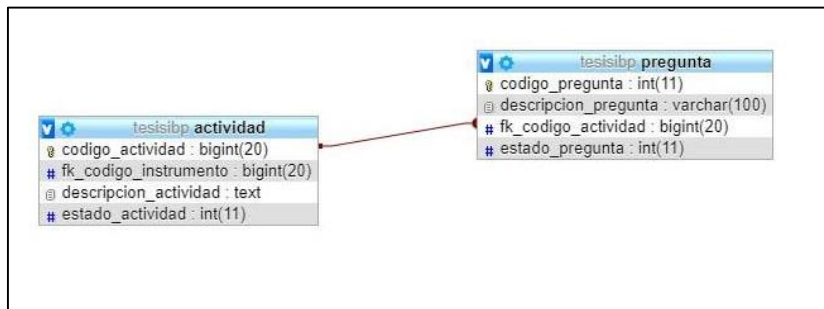 tesisibp actividad
codigo_actividad : bigint(20)
fk_codigo_instrumento : bigint(20)
descripcion_actividad : text
estado_actividad : int(11)
tesisibp pregunta
codigo_pregunta : int(11)
descripcion_pregunta : varchar(100)
fk_codigo_actividad : bigint(20)
estado_pregunta : int(11)